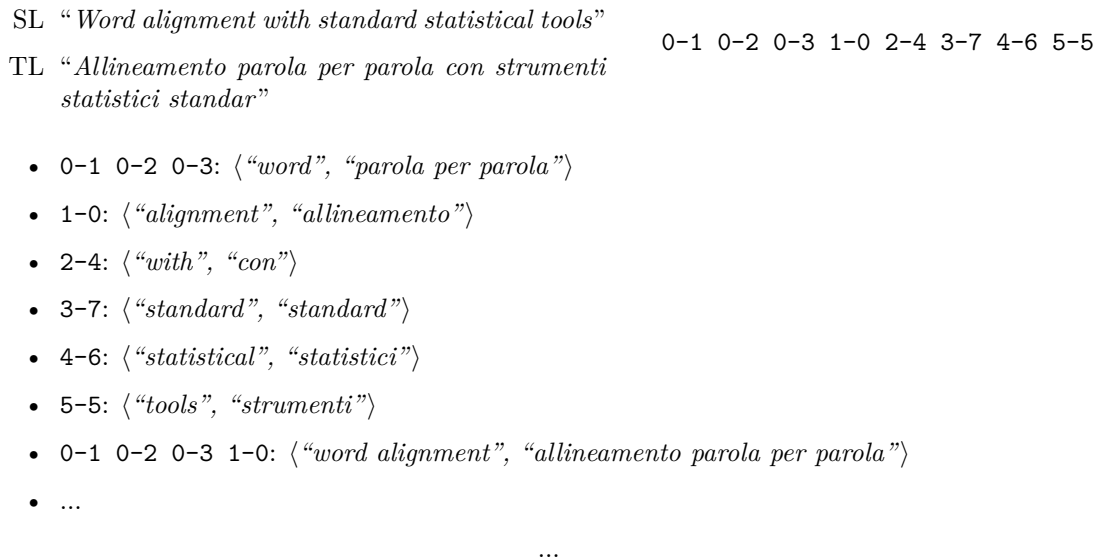 SL “Word alignment with standard statistical tools”
0-1 0-2 0-3 1-0 2-4 3-7 4-6 5-5
TL “Allineamento parola per parola con strumenti
statistici standar”
• 0-1 0-2 0-3: ⟨“word”, “parola per parola”⟩
• 1-0: ⟨“alignment”, “allineamento”⟩
• 2-4: ⟨“with”, “con”⟩
• 3-7: ⟨“standard”, “standard”⟩
• 4-6: ⟨“statistical”, “statistici”⟩
• 5-5: ⟨“tools”, “strumenti”⟩
• 0-1 0-2 0-3 1-0: ⟨“word alignment”, “allineamento parola per parola”⟩
• ...
...